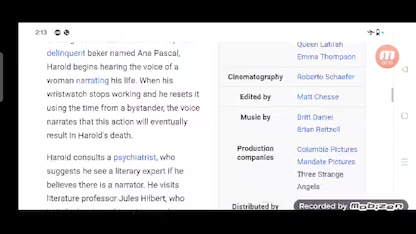 2:13
delinquent baker named Ana Pascal,
Harold begins hearing the voice of a
woman narrating his life. When his
wristwatch stops working and he resets it
using the time from a bystander, the voice
narrates that this action will eventually
result in Harold's death.
Harold consults a psychiatrist, who
suggests he see a literary expert if he
believes there is a narrator. He visits
literature professor Jules Hilbert, who
Queen Latifah
Emma Thompson
Cinematography Roberto Schaefer
Edited by Matt Chesse
Music by Britt Daniel
Brian Reitzell
Production
companies
Columbia Pictures
Mandate Pictures
Three Strange
Angels
Distributed by
Recorded by Mobizen